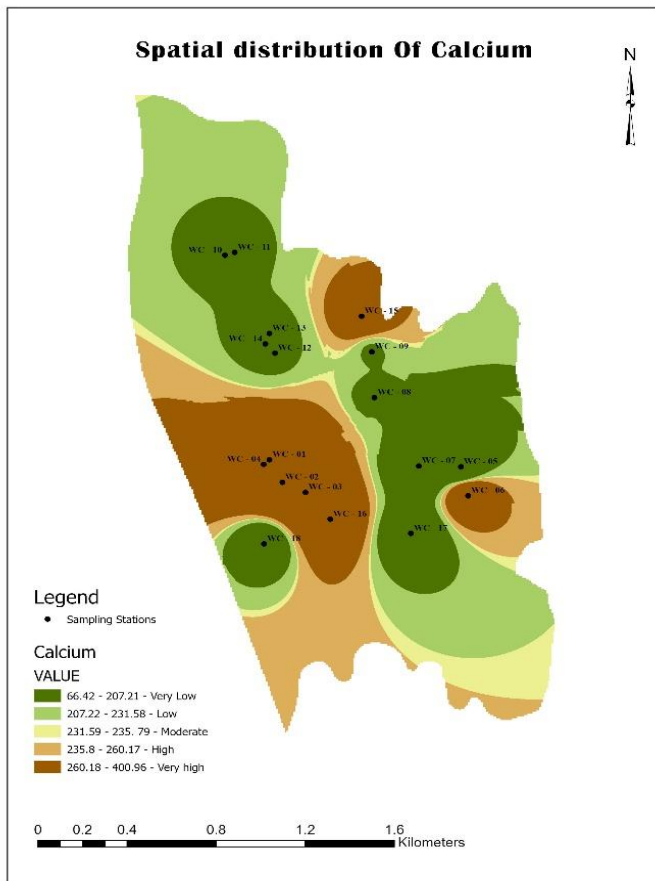 Spatial distribution Of Calcium
N
WC - 10
WC - 11
WC - 15
WC - 13
WC - 14
WC - 12
WC - 09
WC - 08
WC - 01
WC - 04
WC - 07
WC - 05
WC - 02
WC - 03
WC - 06
WC - 16
WC - 17
WC - 18
Legend
Sampling Stations
Calcium
VALUE
66.42 - 207.21 - Very Low
207.22 - 231.58 - Low
231.59 - 235. 79 - Moderate
235.8 - 260.17 - High
260.18 - 400.96 - Very high
0 0.2 0.4 0.8 1.2 1.6
Kilometers